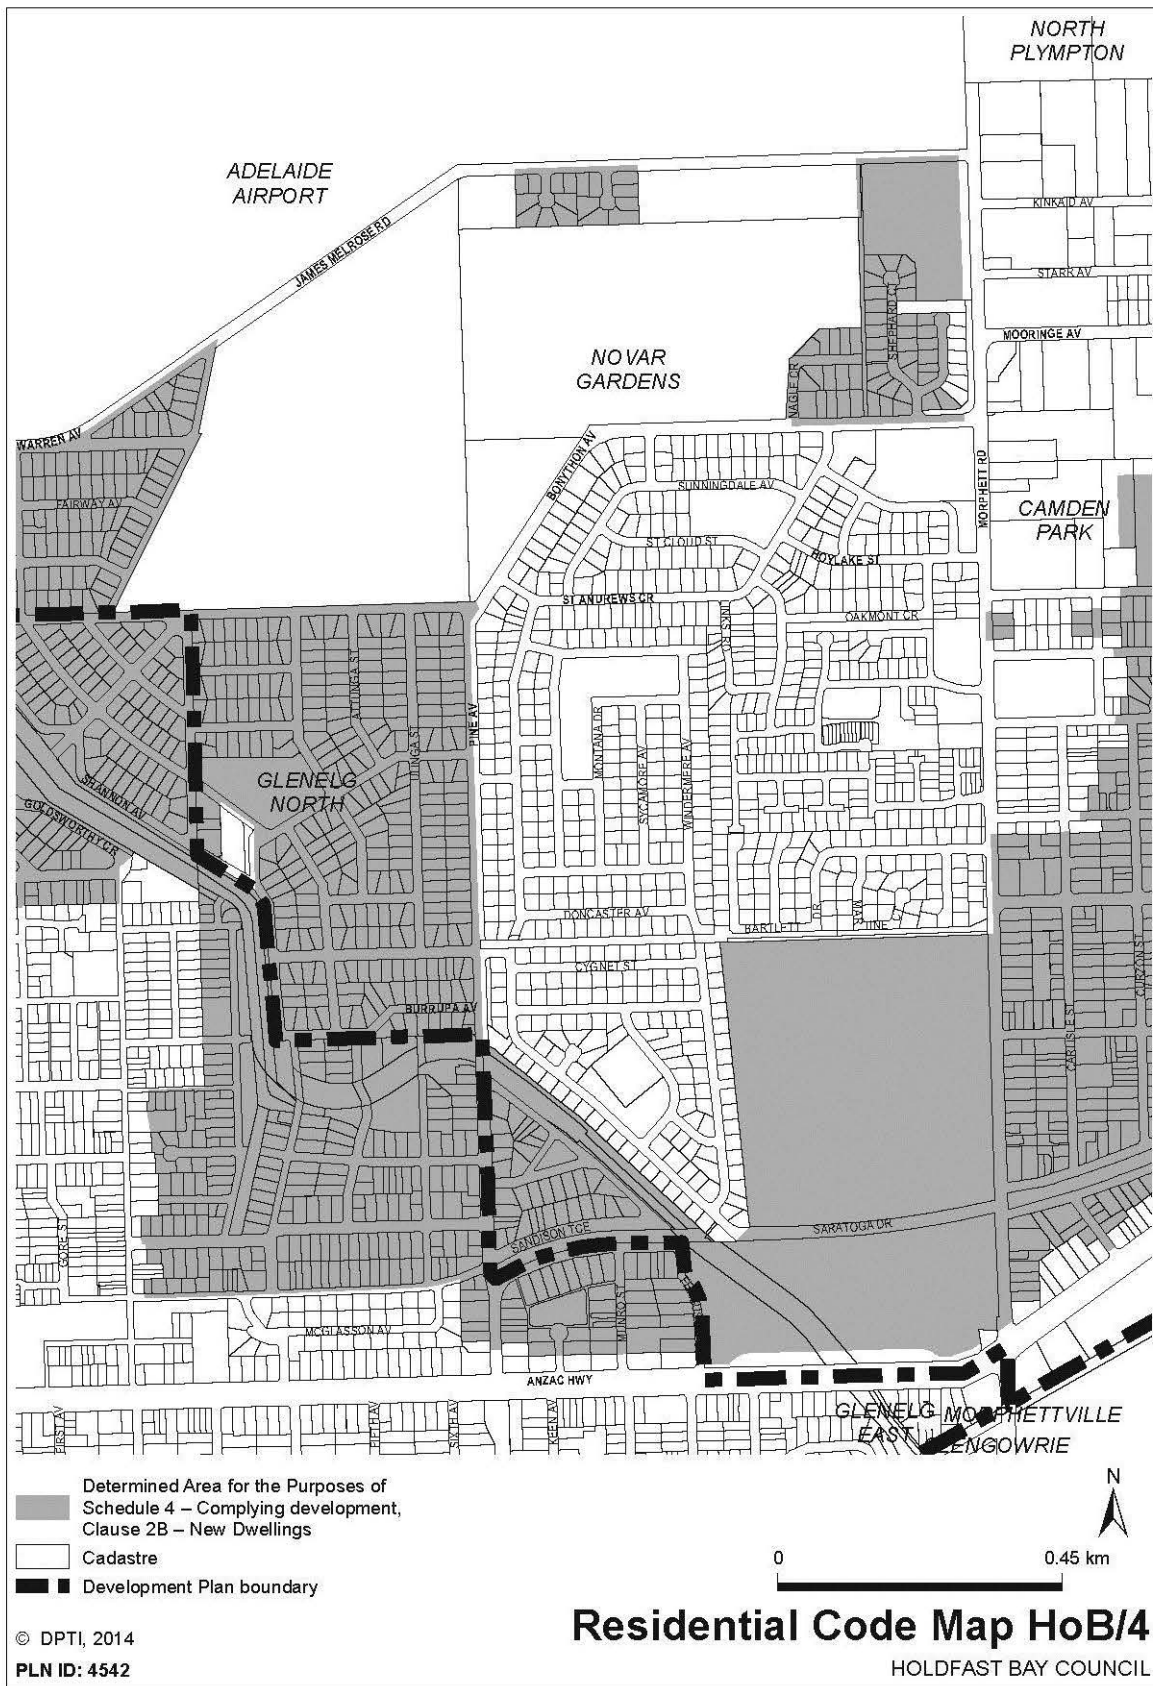 NORTH
PLYMPTON
ADELAIDE
AIRPORT
KINKAID AV
JAMES MELROSE RD
STARR AV
SHEPHARD CT
MOORINGE AV
NOVAR
GARDENS
NAGLE CR
WARREN AV
BONYTHON AV
MORPHETT RD
SUNNINGDALE AV
FAIRWAY AV
CAMDEN
PARK
ST CLOUD ST
HOYLAKE ST
ST ANDREWS CR
LINKS RD
OAKMONT CR
ATTUNGA ST
PINE AV
ILUNGA ST
MONTANA DR
SYCAMORE AV
WINDERMERE AV
GLENELG
NORTH
SHANNON AV
GOLDSWORTHY CR
DONCASTER AV
BARTLETT
DR
MAR
TINE CT
CYGNET ST
CURZON ST
BURRUPA AV
CARLISLE ST
GORE ST
SANDISON TCE
SARATOGA DR
MUNRO ST
MCGLASSON AV
ANZAC HWY
FIRST AV
FIFTH AV
SIXTH AV
KEEN AV
GLENELG
EAST
MORPHETTVILLE
GLENGOWRIE
Determined Area for the Purposes of
Schedule 4 – Complying development,
Clause 2B – New Dwellings
Cadastre
Development Plan boundary
N
0 0.45 km
Residential Code Map HoB/4
© DPTI, 2014
PLN ID: 4542
HOLDFAST BAY COUNCIL